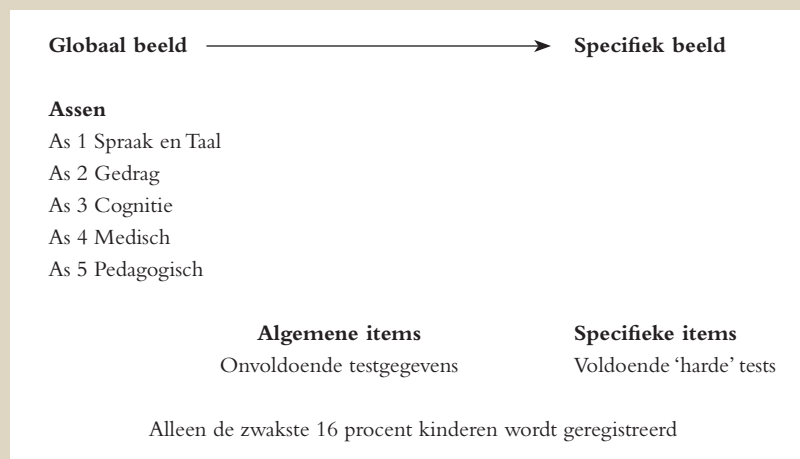 Globaal beeld Specifiek beeld
Assen
As 1 Spraak en Taal
As 2 Gedrag
As 3 Cognitie
As 4 Medisch
As 5 Pedagogisch
Algemene items Specifieke items
Onvoldoende testgegevens Voldoende ‘harde’ tests
Alleen de zwakste 16 procent kinderen wordt geregistreerd